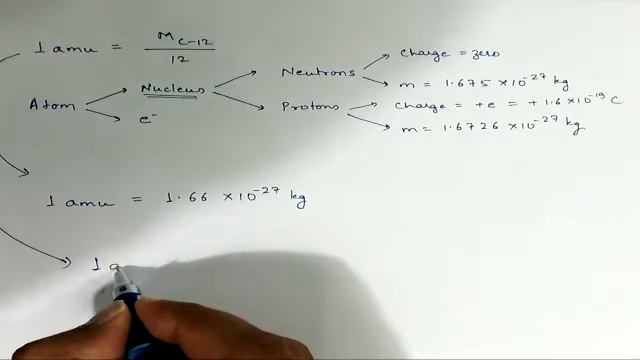 1 amu = M C-12 / 12
Charge = zero
Neutrons
Nucleus
m = 1.675 × 10⁻²⁷ kg
Atom
Protons
Charge = +e = + 1.6 × 10⁻¹⁹ C
e⁻
m = 1.6726 × 10⁻²⁷ kg
1 amu = 1.66 × 10⁻²⁷ kg
1 a